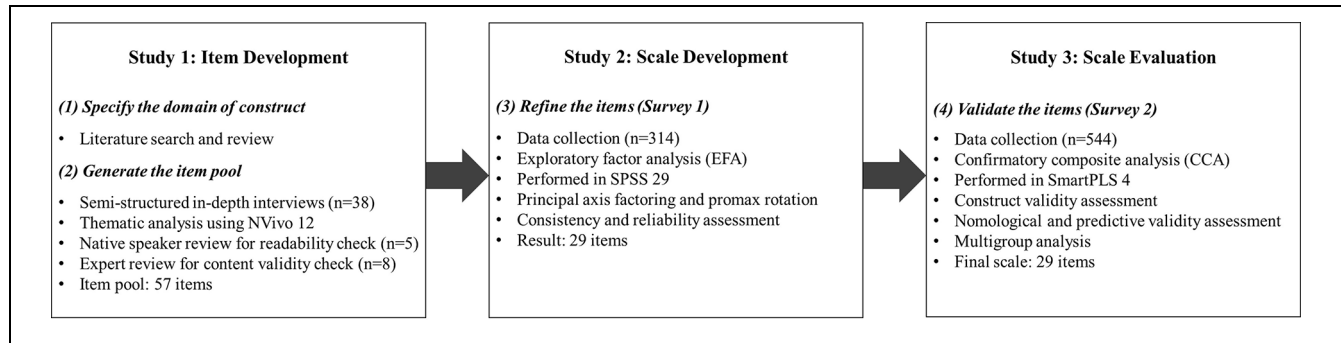 Study 1: Item Development
(1) Specify the domain of construct
• Literature search and review
(2) Generate the item pool
• Semi-structured in-depth interviews (n=38)
• Thematic analysis using NVivo 12
• Native speaker review for readability check (n=5)
• Expert review for content validity check (n=8)
• Item pool: 57 items
Study 2: Scale Development
(3) Refine the items (Survey 1)
• Data collection (n=314)
• Exploratory factor analysis (EFA)
• Performed in SPSS 29
• Principal axis factoring and promax rotation
• Consistency and reliability assessment
• Result: 29 items
Study 3: Scale Evaluation
(4) Validate the items (Survey 2)
• Data collection (n=544)
• Confirmatory composite analysis (CCA)
• Performed in SmartPLS 4
• Construct validity assessment
• Nomological and predictive validity assessment
• Multigroup analysis
• Final scale: 29 items